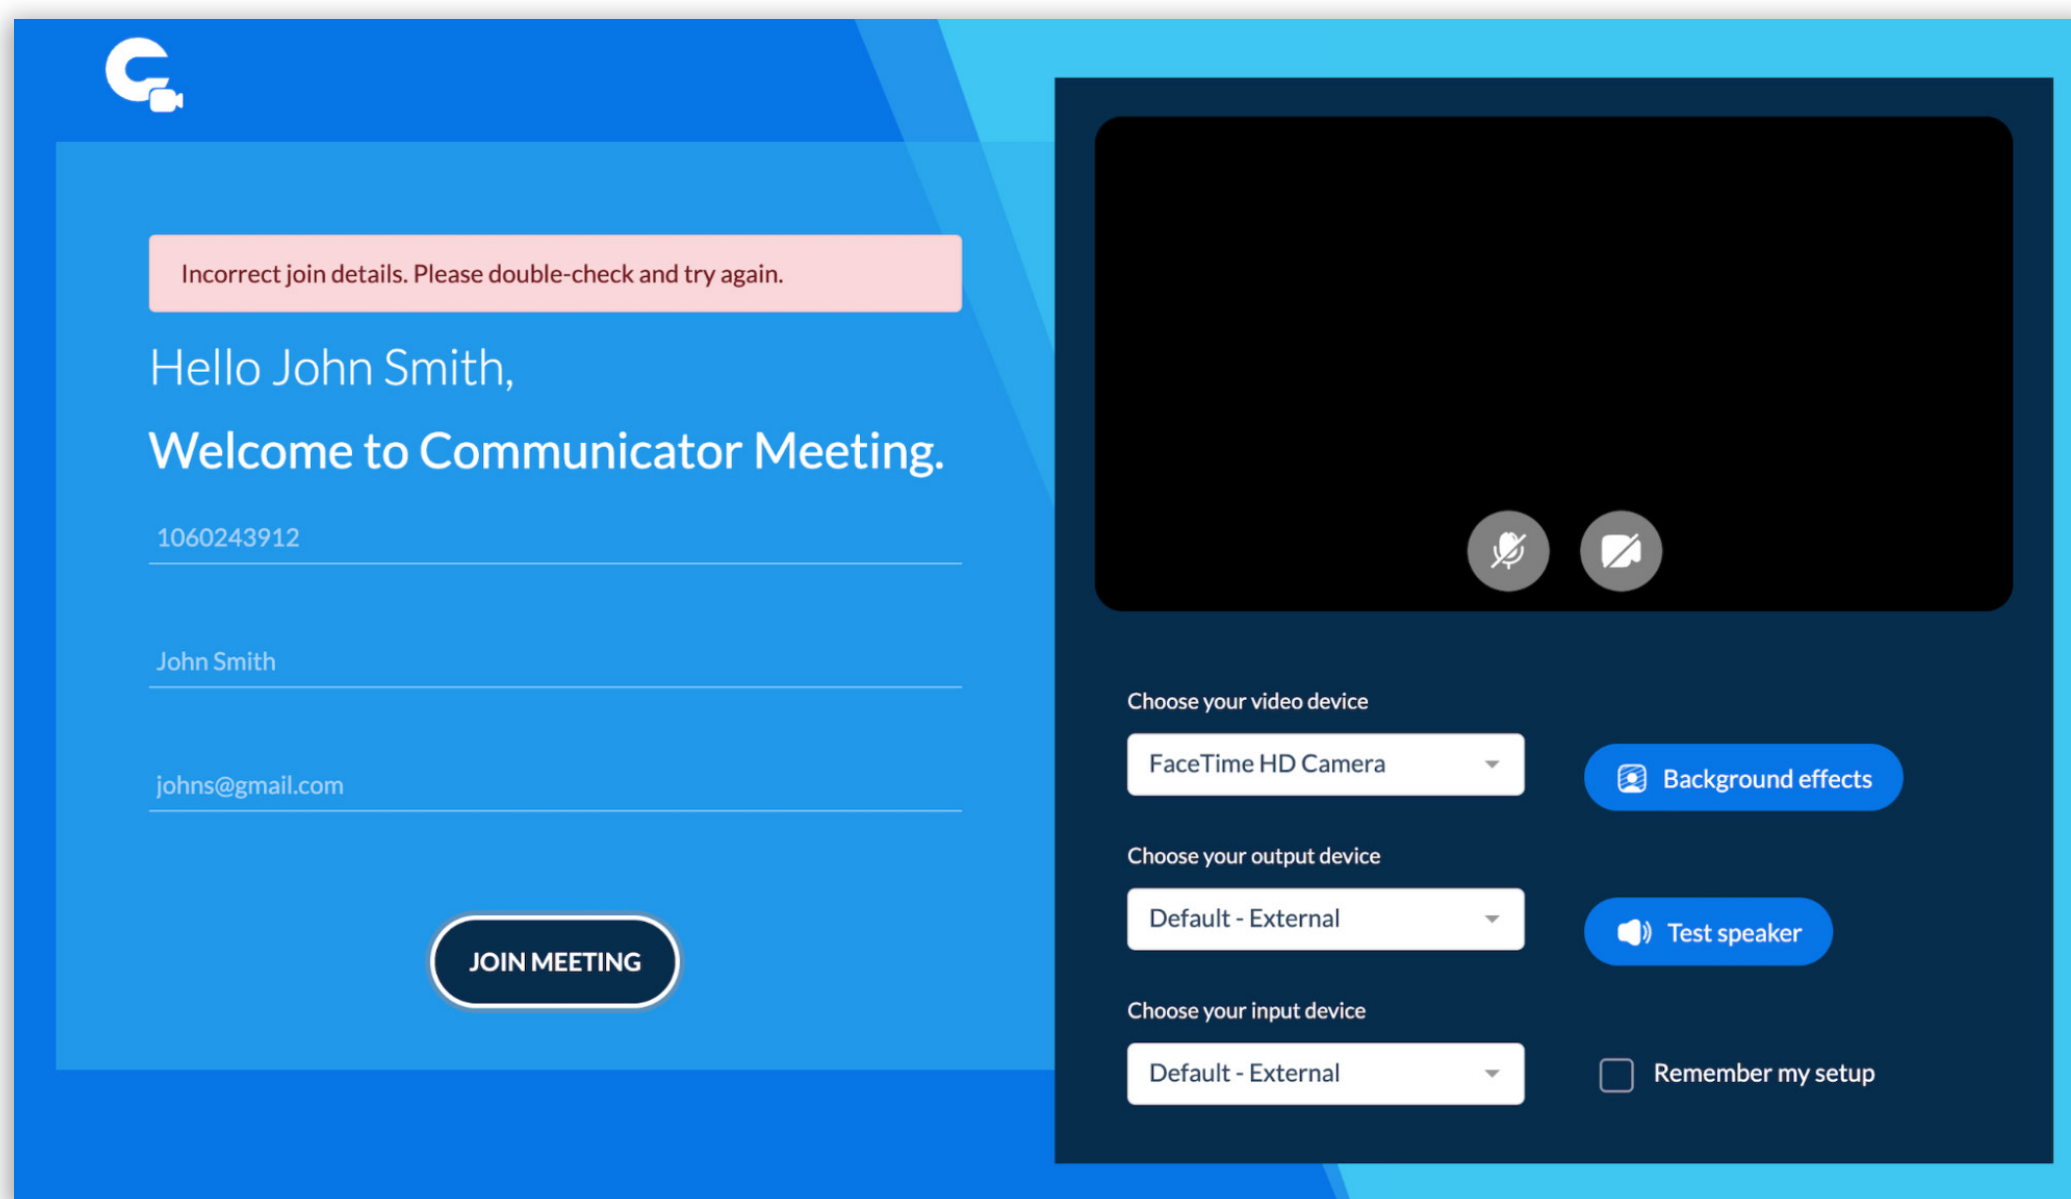 Incorrect join details. Please double-check and try again.
Hello John Smith,
Welcome to Communicator Meeting.
1060243912
John Smith
johns@gmail.com
JOIN MEETING
Choose your video device
FaceTime HD Camera
Background effects
Choose your output device
Default - External
Test speaker
Choose your input device
Default - External
Remember my setup